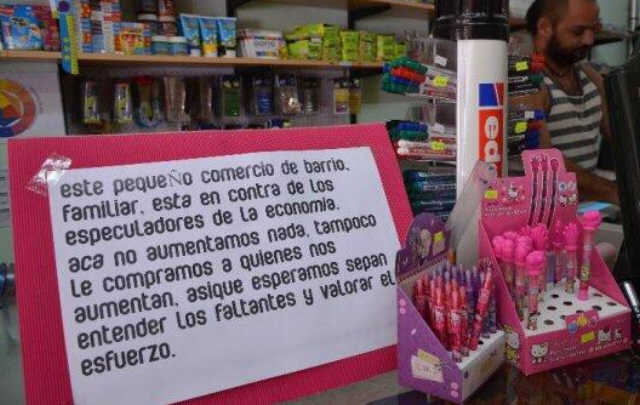 este pequeÑo comercio de barrio,
familiar, esta en contra de los
especuladores de la economia.
aca no aumentamos nada, tampoco
le compramos a quienes nos
aumentan, asique esperamos sepan
entender los faltantes y valorar el
esfuerzo.